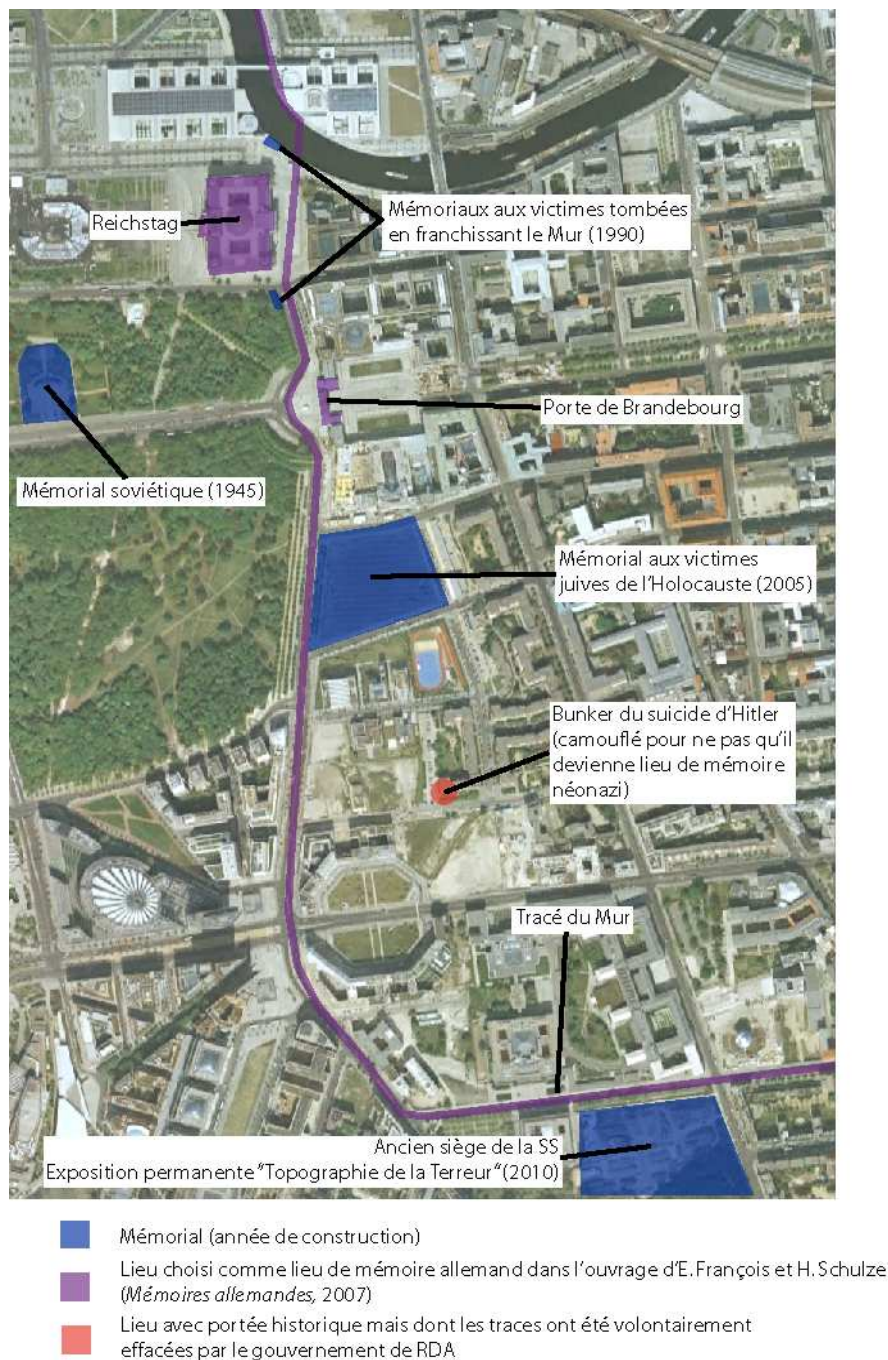 Reichstag
Mémoriaux aux victimes tombées
en franchissant le Mur (1990)
Porte de Brandebourg
Mémorial soviétique (1945)
Mémorial aux victimes
juives de l'Holocauste (2005)
Bunker du suicide d'Hitler
(camouflé pour ne pas qu'il
devienne lieu de mémoire
néonazi)
Tracé du Mur
Ancien siège de la SS
Exposition permanente "Topographie de la Terreur" (2010)
Mémorial (année de construction)
Lieu choisi comme lieu de mémoire allemand dans l'ouvrage d'E. François et H. Schulze
(Mémoires allemandes, 2007)
Lieu avec portée historique mais dont les traces ont été volontairement
effacées par le gouvernement de RDA